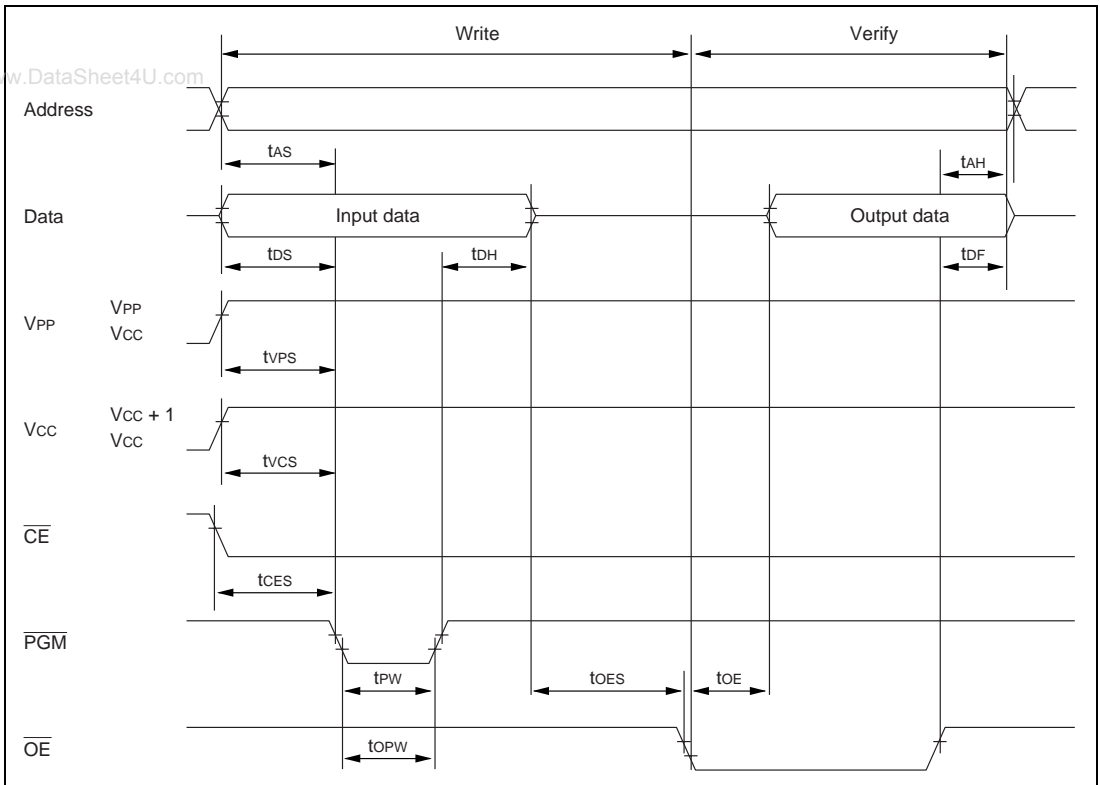 Write
Verify
w.DataSheet4U.com
Address
tAS
tAH
Data
Input data
Output data
tDS
tDH
tDF
VPP
VPP
VCC
tVPS
VCC
VCC + 1
VCC
tVCS
CE
tCES
PGM
tPW
tOES
tOE
OE
tOPW